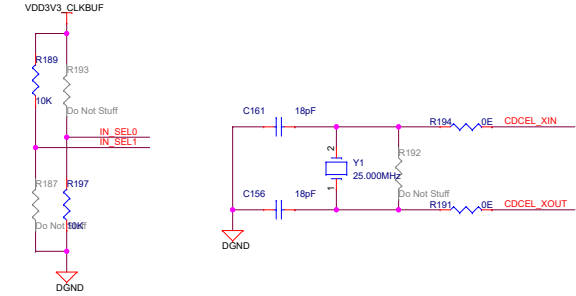 VDD3V3_CLKBUF
R189
R193
10K
Do Not Stuff
IN_SEL0
IN_SEL1
R187
R197
Do Not Stuff
10K
DGND
C161
18pF
R194
0E
CDCEL_XIN
2
Y1
25.000MHz
1
R192
Do Not Stuff
C156
18pF
R191
0E
CDCEL_XOUT
DGND